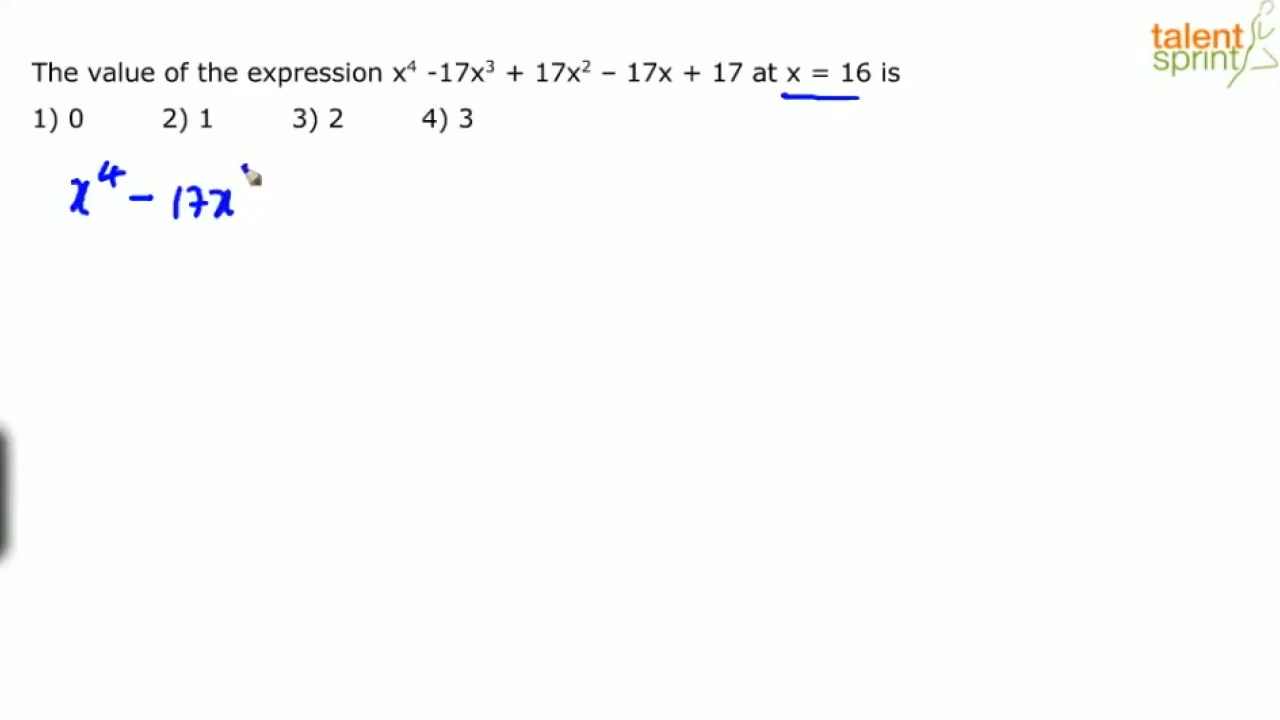 talent
sprint
The value of the expression x⁴ -17x³ + 17x² – 17x + 17 at x = 16 is
1) 0 2) 1 3) 2 4) 3
x⁴ - 17x